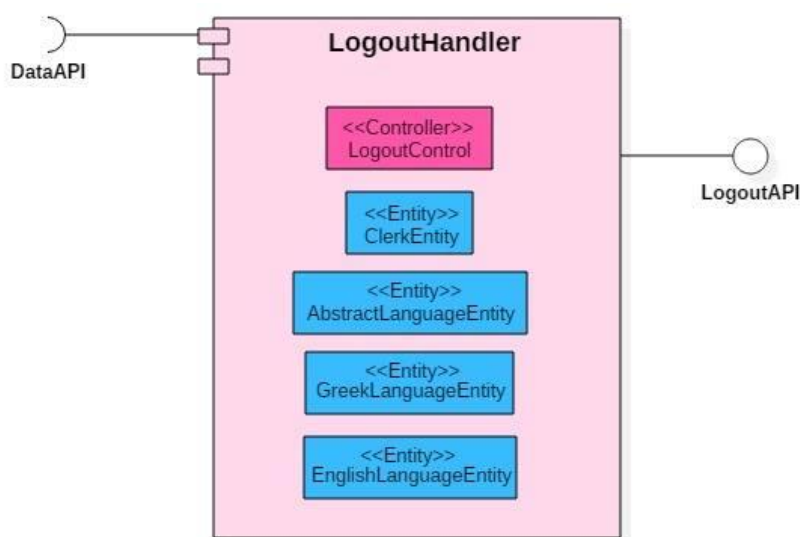 LogoutHandler
DataAPI
<<Controller>>
LogoutControl
<<Entity>>
ClerkEntity
LogoutAPI
<<Entity>>
AbstractLanguageEntity
<<Entity>>
GreekLanguageEntity
<<Entity>>
EnglishLanguageEntity